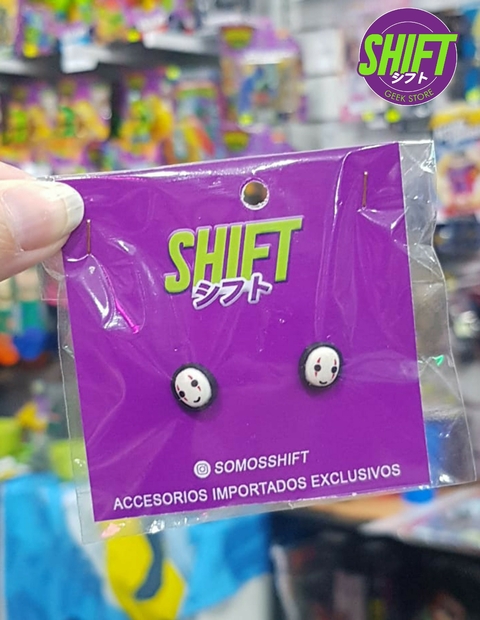 SHIFT
シフト
GEEK STORE
SHIFT
シフト
SOMOSSHIFT
ACCESORIOS IMPORTADOS EXCLUSIVOS